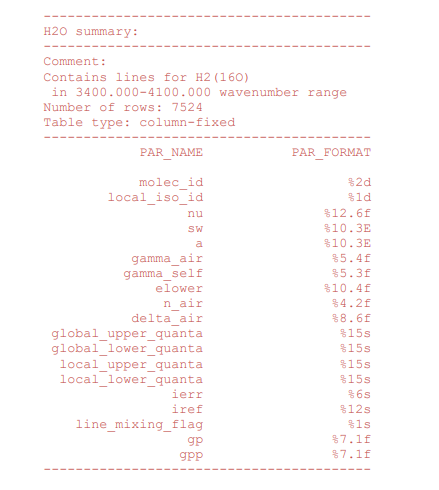 -----------------------------------------
H2O summary:
-----------------------------------------
Comment:
Contains lines for H2(16O)
 in 3400.000-4100.000 wavenumber range
Number of rows: 7524
Table type: column-fixed
-----------------------------------------
            PAR_NAME           PAR_FORMAT

            molec_id                  %2d
        local_iso_id                  %1d
                  nu               %12.6f
                  sw               %10.3E
                   a               %10.3E
           gamma_air                %5.4f
          gamma_self                %5.3f
              elower               %10.4f
               n_air                %4.2f
           delta_air                %8.6f
 global_upper_quanta                 %15s
 global_lower_quanta                 %15s
  local_upper_quanta                 %15s
  local_lower_quanta                 %15s
                ierr                  %6s
                iref                 %12s
    line_mixing_flag                  %1s
                  gp                %7.1f
                 gpp                %7.1f
-----------------------------------------